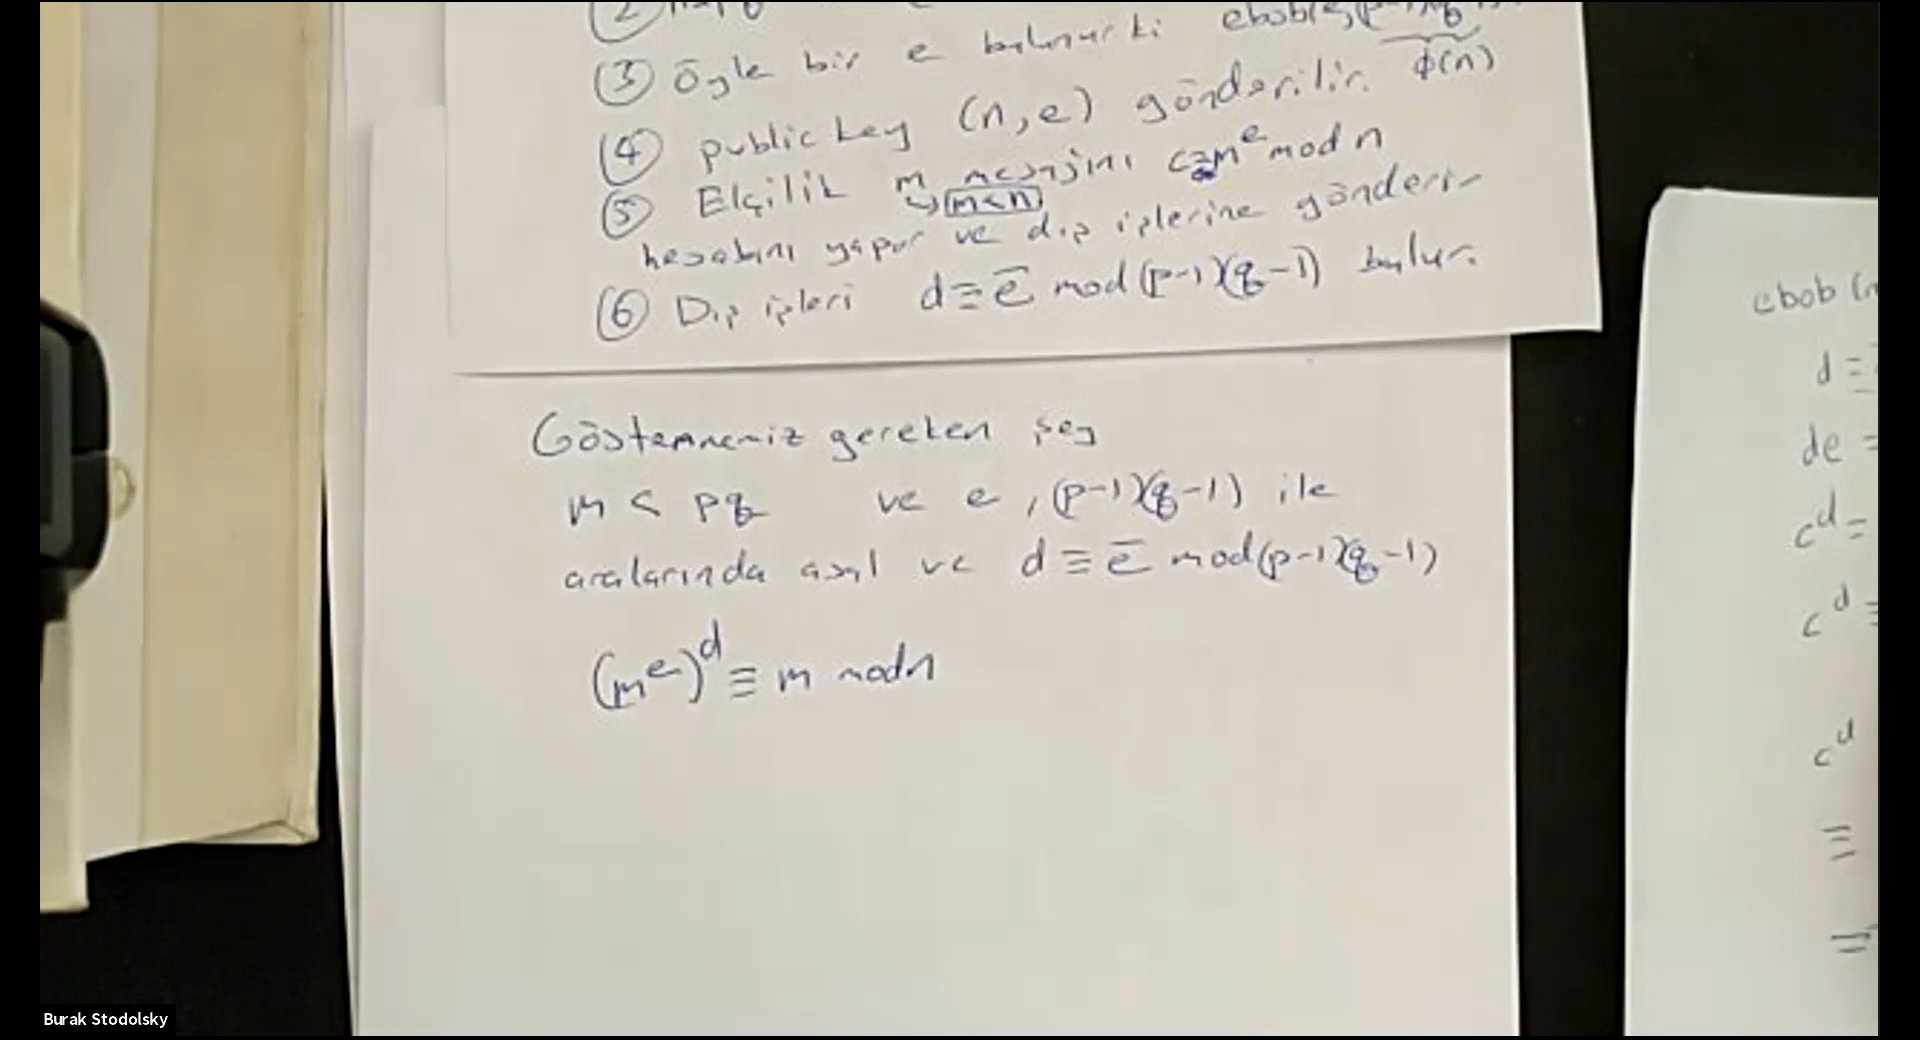 ②
③ Öyle bir e bulunur ki ebob(e,(p-1)(q
ϕ(n)
④ public key (n,e) gönderilir.
⑤ Elçilik m mesajını c≡m^e mod n
↳ m<n
hesabını yapar ve dış işlerine gönderir
⑥ Dış işleri d≡ē mod (p-1)(q-1) bulur.
Göstermemiz gereken şey
m < pq ve e, (p-1)(q-1) ile
aralarında asal ve d ≡ ē mod(p-1)(q-1)
(m^e)^d ≡ m mod n
ebob (n
d =
de =
c^d =
c^d =
c^d
≡
≡
Burak Stodolsky